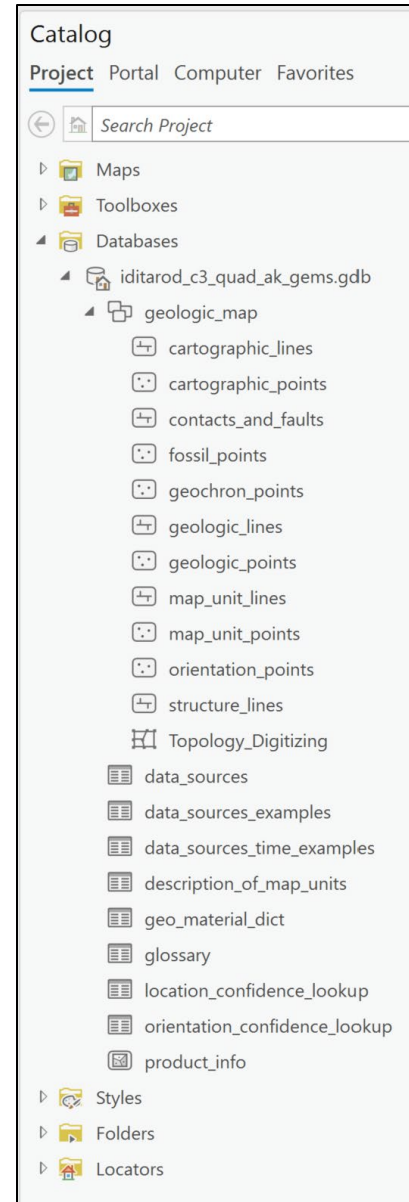 Catalog
Project Portal Computer Favorites
Search Project
Maps
Toolboxes
Databases
iditarod_c3_quad_ak_gems.gdb
geologic_map
cartographic_lines
cartographic_points
contacts_and_faults
fossil_points
geochron_points
geologic_lines
geologic_points
map_unit_lines
map_unit_points
orientation_points
structure_lines
Topology_Digitizing
data_sources
data_sources_examples
data_sources_time_examples
description_of_map_units
geo_material_dict
glossary
location_confidence_lookup
orientation_confidence_lookup
product_info
Styles
Folders
Locators